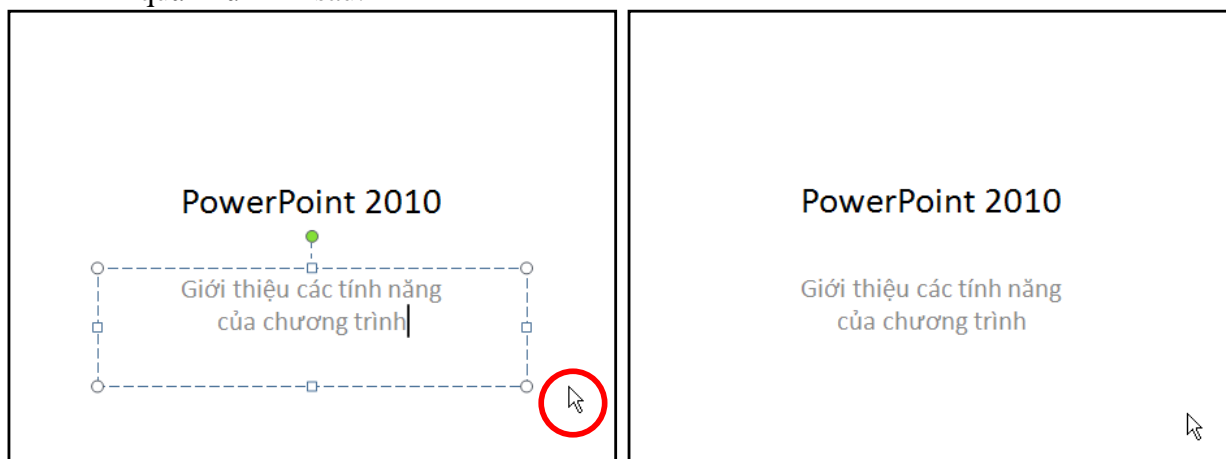 PowerPoint 2010
Giới thiệu các tính năng
của chương trình
PowerPoint 2010
Giới thiệu các tính năng
của chương trình